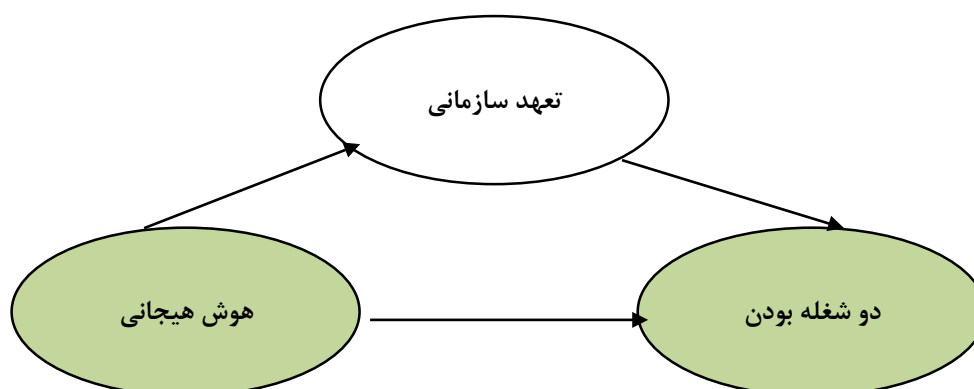 تعهد سازمانی
هوش هیجانی
دو شغله بودن